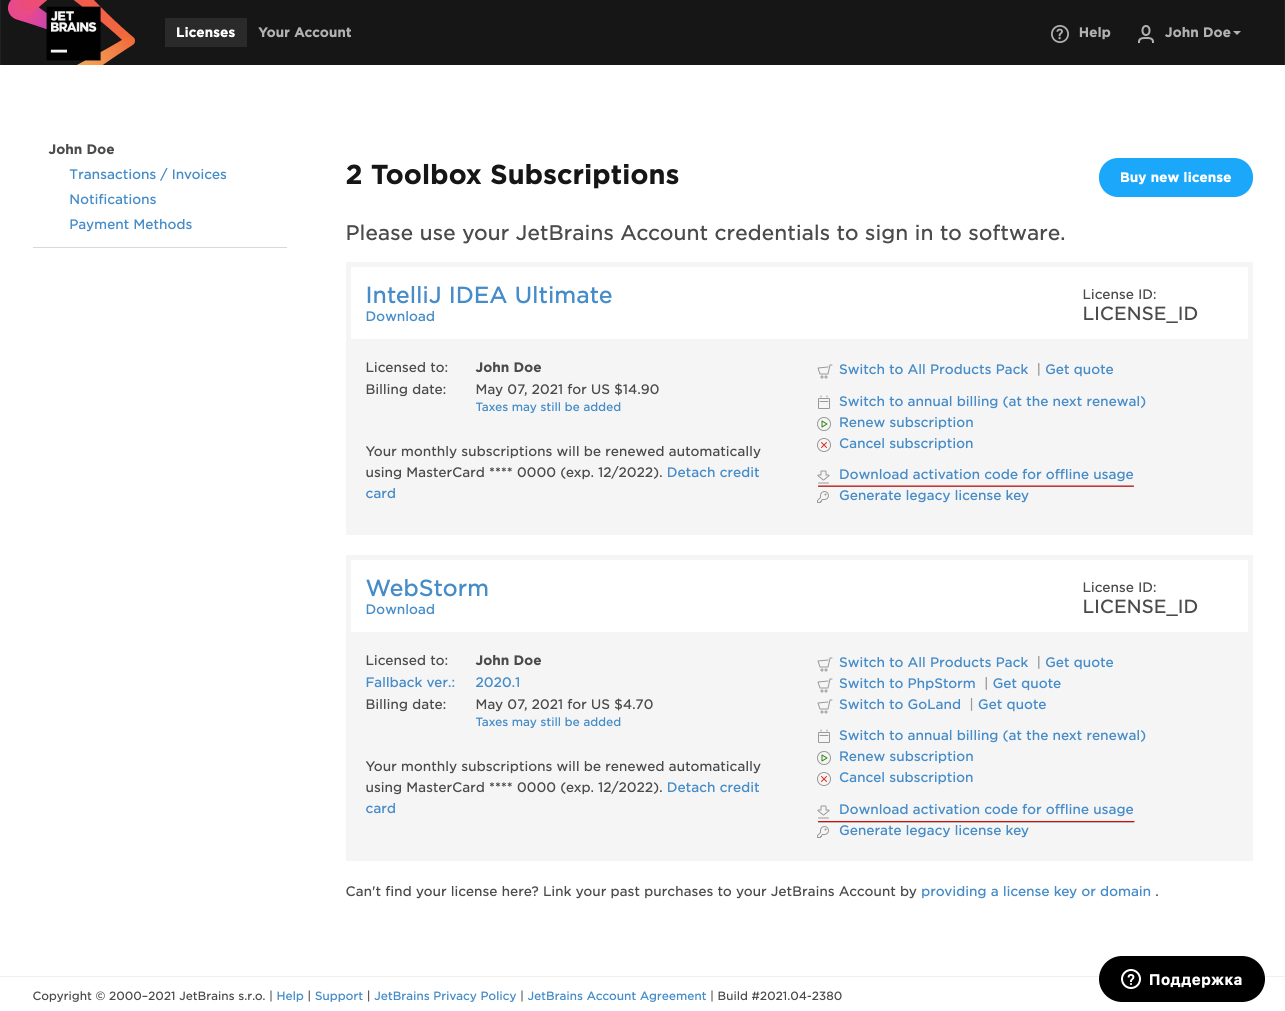 JET
BRAINS
Licenses
Your Account
Help
John Doe
John Doe
Transactions / Invoices
Notifications
Payment Methods
2 Toolbox Subscriptions
Buy new license
Please use your JetBrains Account credentials to sign in to software.
IntelliJ IDEA Ultimate
Download
License ID:
LICENSE_ID
Licensed to: John Doe
Billing date: May 07, 2021 for US $14.90
Taxes may still be added
Your monthly subscriptions will be renewed automatically
using MasterCard **** 0000 (exp. 12/2022). Detach credit
card
Switch to All Products Pack | Get quote
Switch to annual billing (at the next renewal)
Renew subscription
Cancel subscription
Download activation code for offline usage
Generate legacy license key
WebStorm
Download
License ID:
LICENSE_ID
Licensed to: John Doe
Fallback ver.: 2020.1
Billing date: May 07, 2021 for US $4.70
Taxes may still be added
Your monthly subscriptions will be renewed automatically
using MasterCard **** 0000 (exp. 12/2022). Detach credit
card
Switch to All Products Pack | Get quote
Switch to PhpStorm | Get quote
Switch to GoLand | Get quote
Switch to annual billing (at the next renewal)
Renew subscription
Cancel subscription
Download activation code for offline usage
Generate legacy license key
Can't find your license here? Link your past purchases to your JetBrains Account by providing a license key or domain .
Поддержка
Copyright © 2000–2021 JetBrains s.r.o. | Help | Support | JetBrains Privacy Policy | JetBrains Account Agreement | Build #2021.04-2380